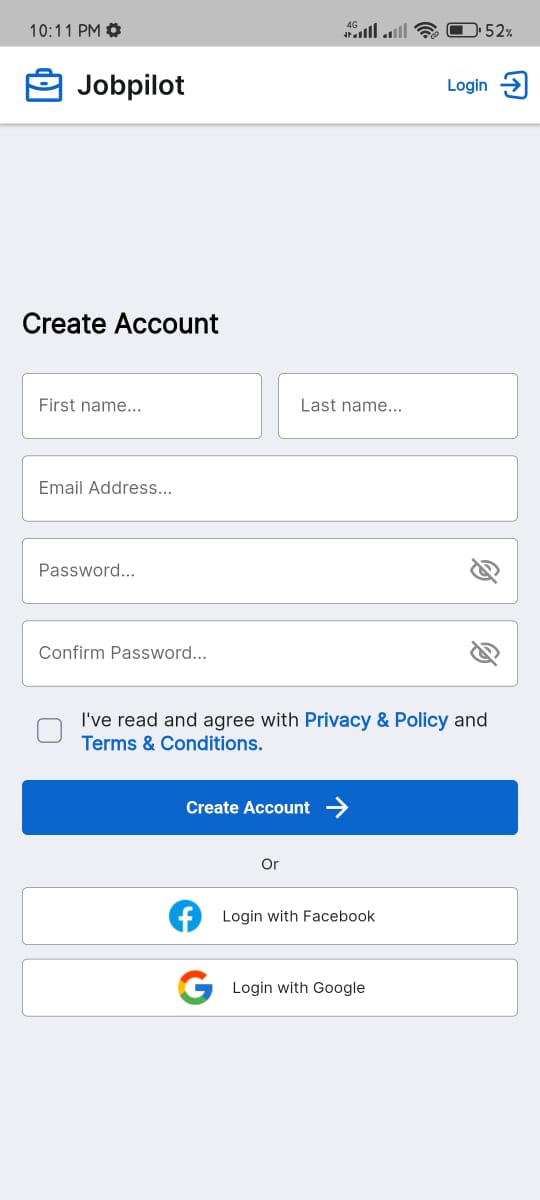 10:11 PM 4G 52%
Jobpilot Login
Create Account
First name... Last name...
Email Address...
Password...
Confirm Password...
I've read and agree with Privacy & Policy and
Terms & Conditions.
Create Account
Or
Login with Facebook
Login with Google